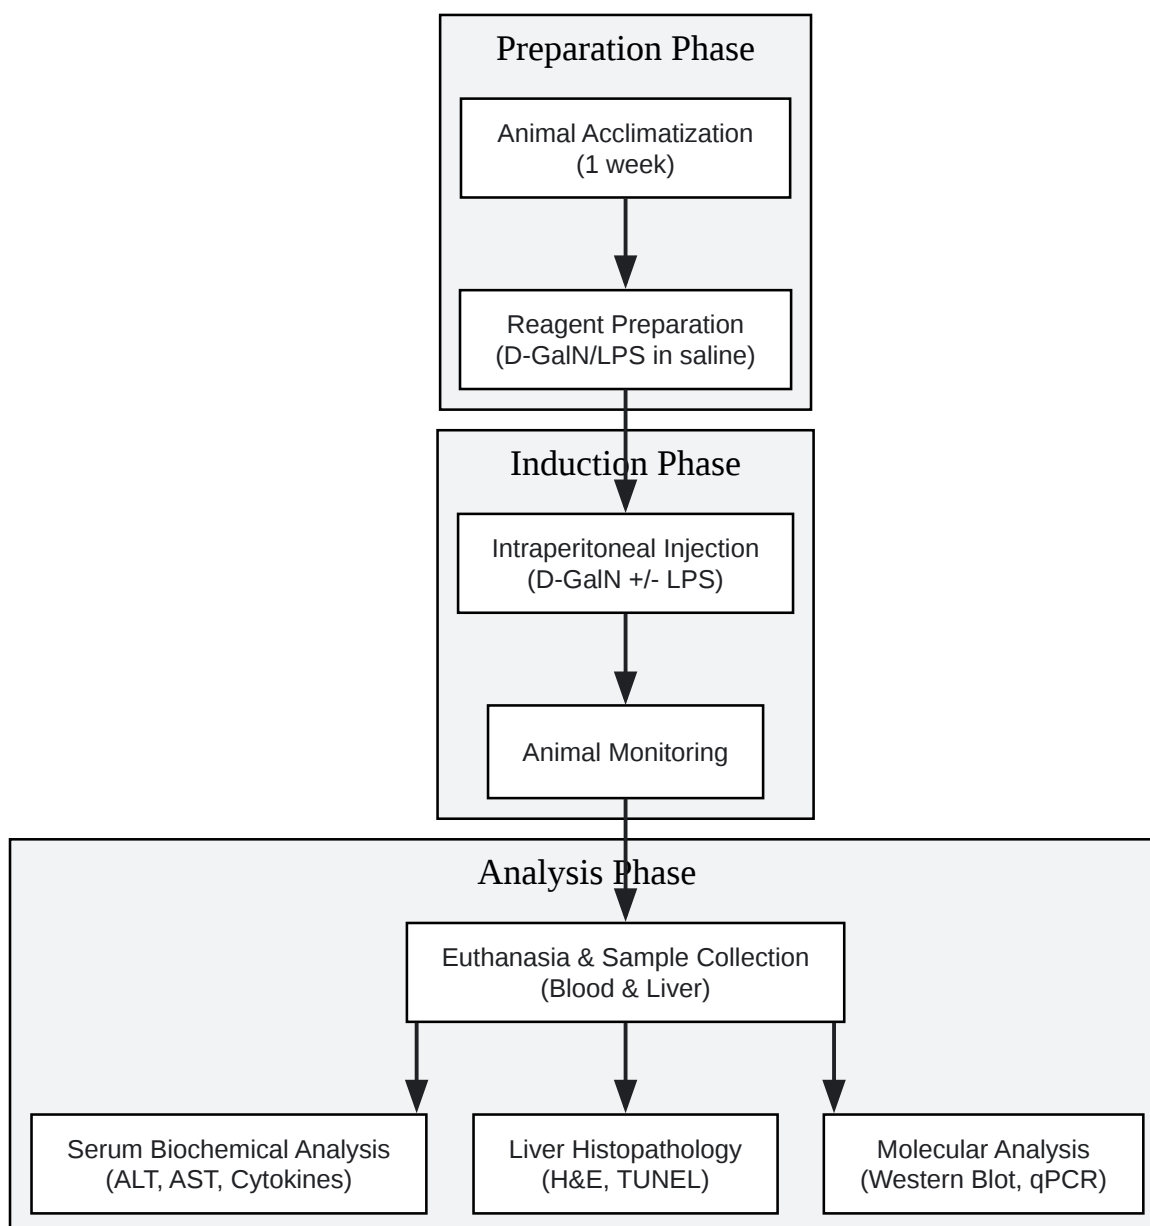 Preparation Phase
Animal Acclimatization
(1 week)
Reagent Preparation
(D-GalN/LPS in saline)
Induction Phase
Intraperitoneal Injection
(D-GalN +/- LPS)
Animal Monitoring
Analysis Phase
Euthanasia & Sample Collection
(Blood & Liver)
Serum Biochemical Analysis
(ALT, AST, Cytokines)
Liver Histopathology
(H&E, TUNEL)
Molecular Analysis
(Western Blot, qPCR)